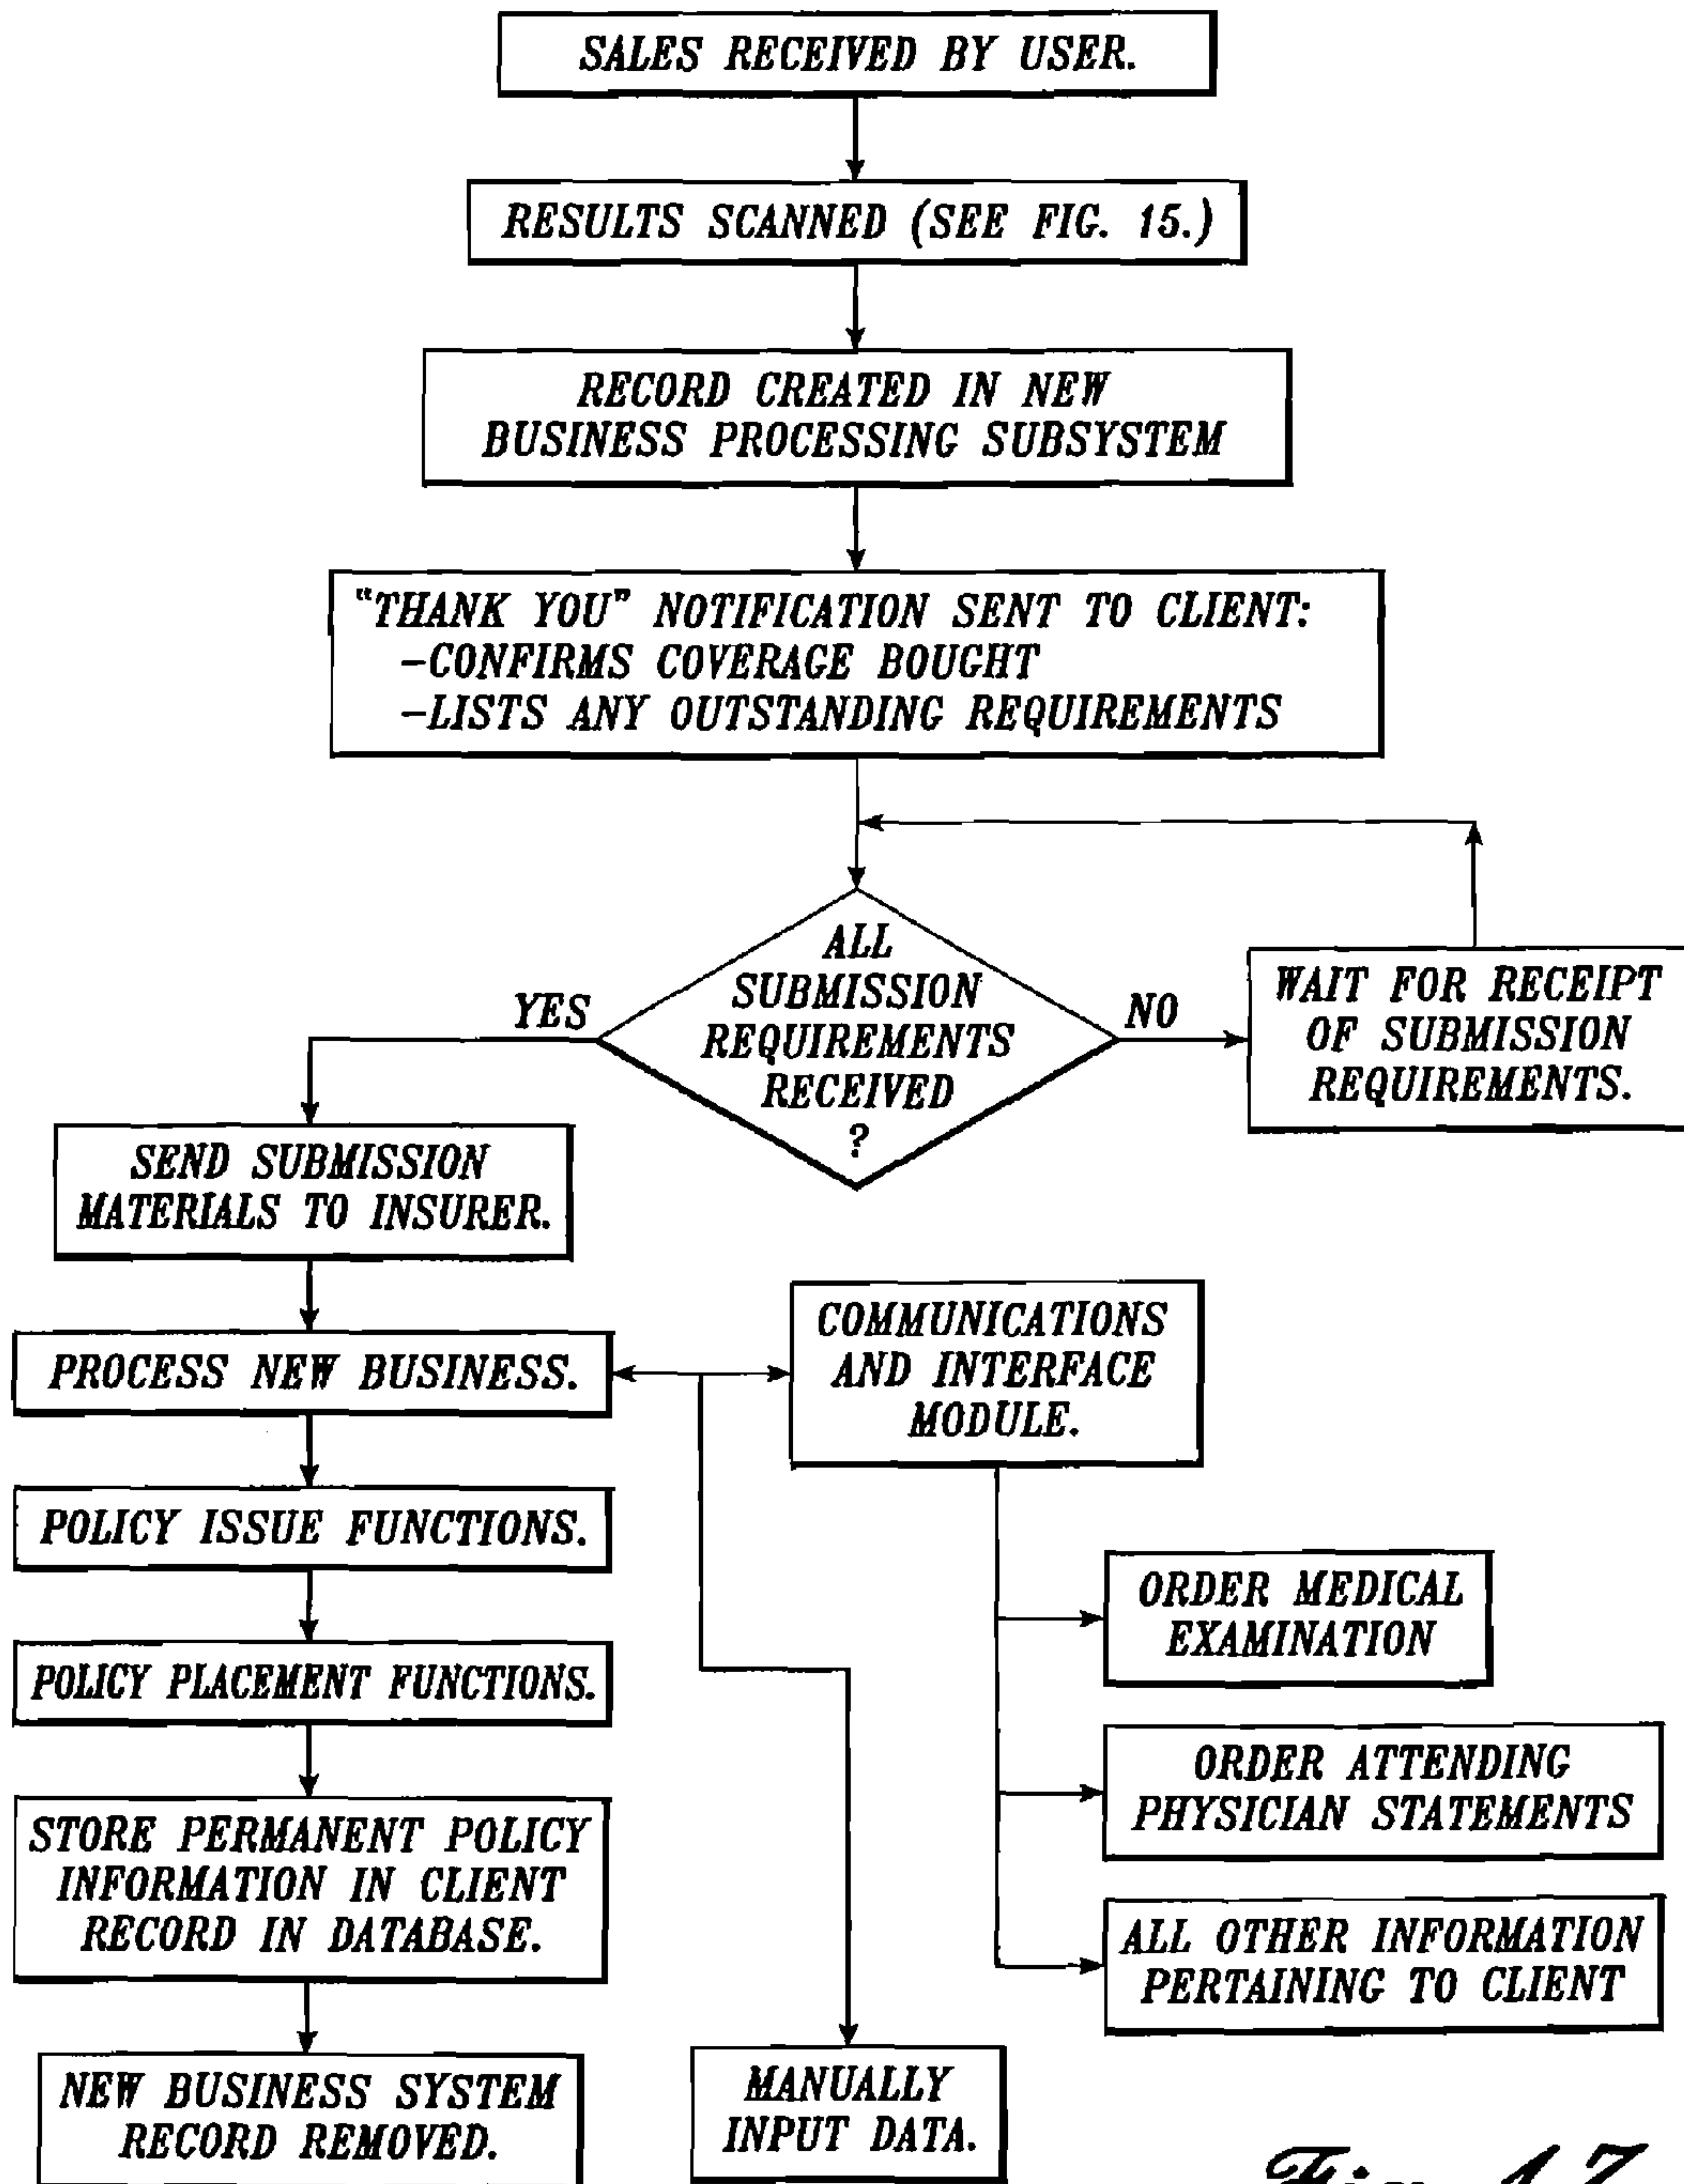 SALES RECEIVED BY USER.
RESULTS SCANNED (SEE FIG. 15.)
RECORD CREATED IN NEW
BUSINESS PROCESSING SUBSYSTEM
"THANK YOU" NOTIFICATION SENT TO CLIENT:
-CONFIRMS COVERAGE BOUGHT
-LISTS ANY OUTSTANDING REQUIREMENTS
ALL
SUBMISSION
REQUIREMENTS
RECEIVED
?
YES
NO
WAIT FOR RECEIPT
OF SUBMISSION
REQUIREMENTS.
SEND SUBMISSION
MATERIALS TO INSURER.
PROCESS NEW BUSINESS.
COMMUNICATIONS
AND INTERFACE
MODULE.
POLICY ISSUE FUNCTIONS.
POLICY PLACEMENT FUNCTIONS.
STORE PERMANENT POLICY
INFORMATION IN CLIENT
RECORD IN DATABASE.
NEW BUSINESS SYSTEM
RECORD REMOVED.
MANUALLY
INPUT DATA.
ORDER MEDICAL
EXAMINATION
ORDER ATTENDING
PHYSICIAN STATEMENTS
ALL OTHER INFORMATION
PERTAINING TO CLIENT
Fig. 17